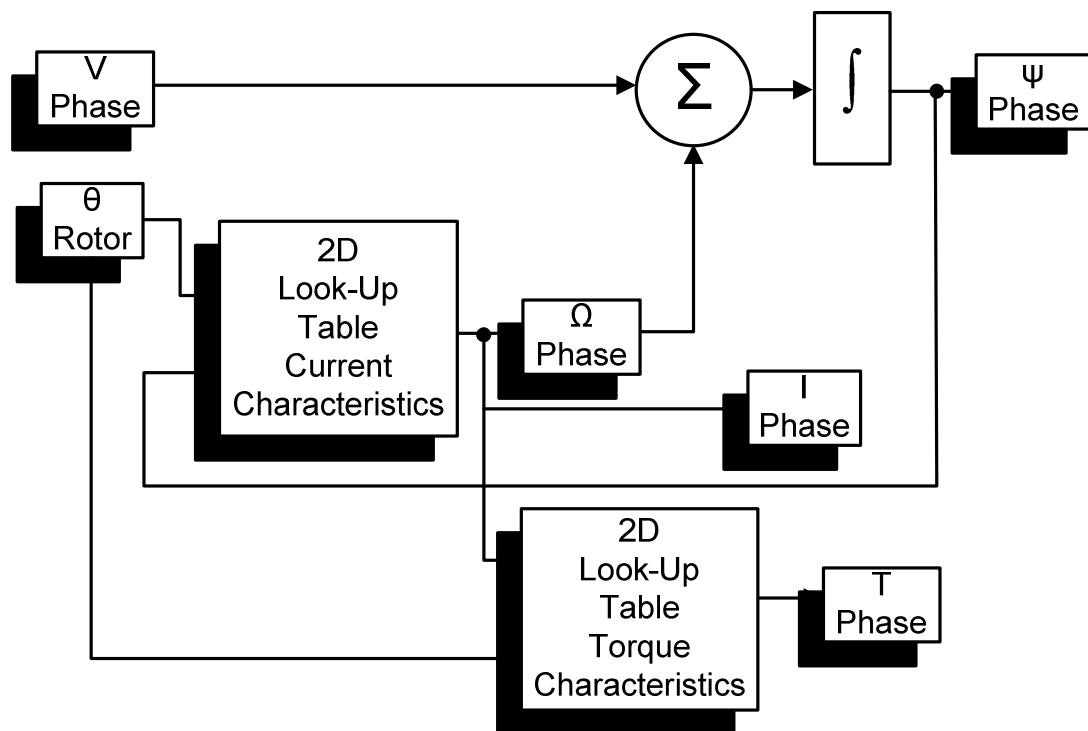 V
Phase
Σ
∫
Ψ
Phase
θ
Rotor
2D
Look-Up
Table
Current
Characteristics
Ω
Phase
I
Phase
2D
Look-Up
Table
Torque
Characteristics
T
Phase